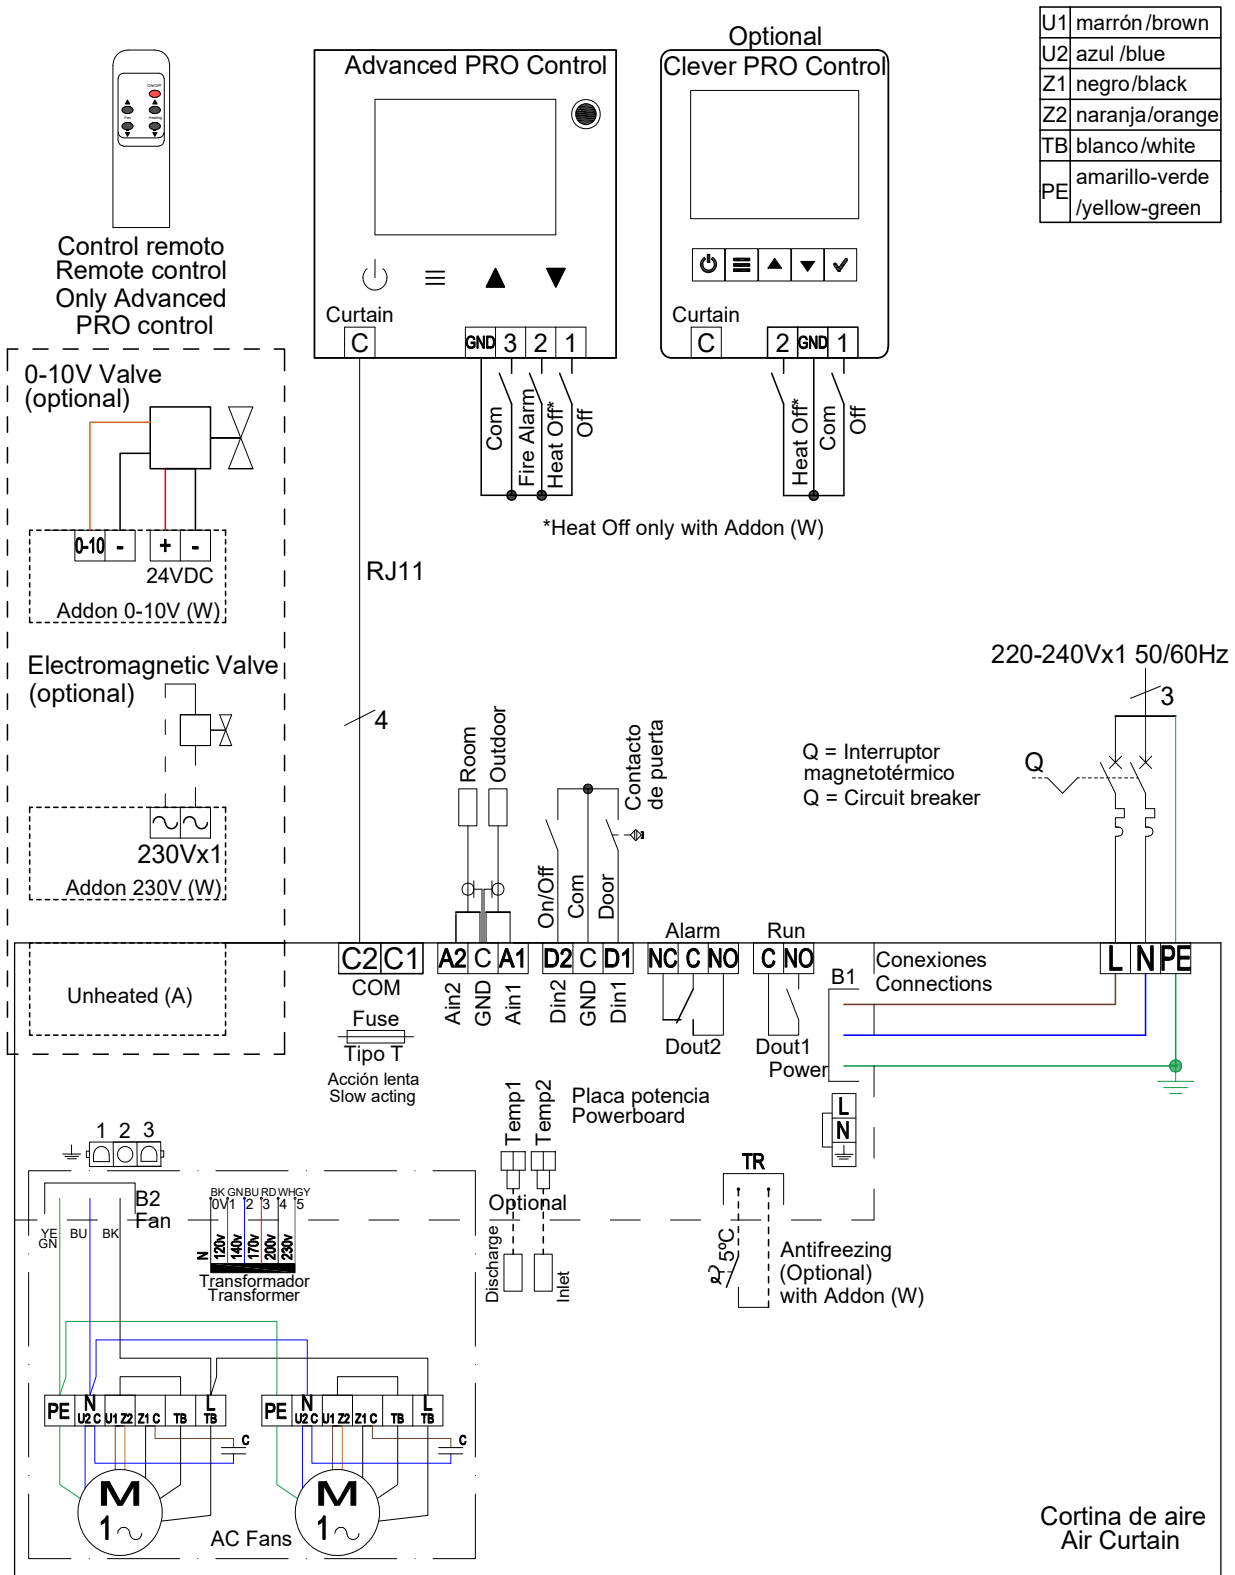 U1 marrón/brown
U2 azul /blue
Z1 negro/black
Z2 naranja/orange
TB blanco/white
PE amarillo-verde
/yellow-green
ON/OFF
Fan Heating
Control remoto
Remote control
Only Advanced
PRO control
Advanced PRO Control
Curtain
C
GND 3 2 1
Com
Fire Alarm
Heat Off*
Off
Optional
Clever PRO Control
Curtain
C
2 GND 1
Heat Off*
Com
Off
*Heat Off only with Addon (W)
0-10V Valve
(optional)
0-10 - + -
24VDC
Addon 0-10V (W)
Electromagnetic Valve
(optional)
230Vx1
Addon 230V (W)
Unheated (A)
RJ11
4
Room
Outdoor
On/Off
Com
Door
Contacto
de puerta
Q = Interruptor
magnetotérmico
Q = Circuit breaker
220-240Vx1 50/60Hz
3
Q
C2 C1
COM
Fuse
Tipo T
Acción lenta
Slow acting
A2 C A1
Ain2
GND
Ain1
D2 C D1
Din2
GND
Din1
Alarm
NC C NO
Dout2
Run
C NO
Dout1
Power
B1
Conexiones
Connections
L N PE
L
N
Placa potencia
Powerboard
Temp1
Temp2
Optional
Discharge
Inlet
TR
5ºC
Antifreezing
(Optional)
with Addon (W)
1 2 3
B2
Fan
YE
GN
BU
BK
BK GN BU RD WH GY
0V 1 2 3 4 5
N
120v
140v
170v
200v
230v
Transformador
Transformer
PE N L
U2 C U1 Z2 Z1 C TB TB
C
M
1
PE N L
U2 C U1 Z2 Z1 C TB TB
C
M
1
AC Fans
Cortina de aire
Air Curtain